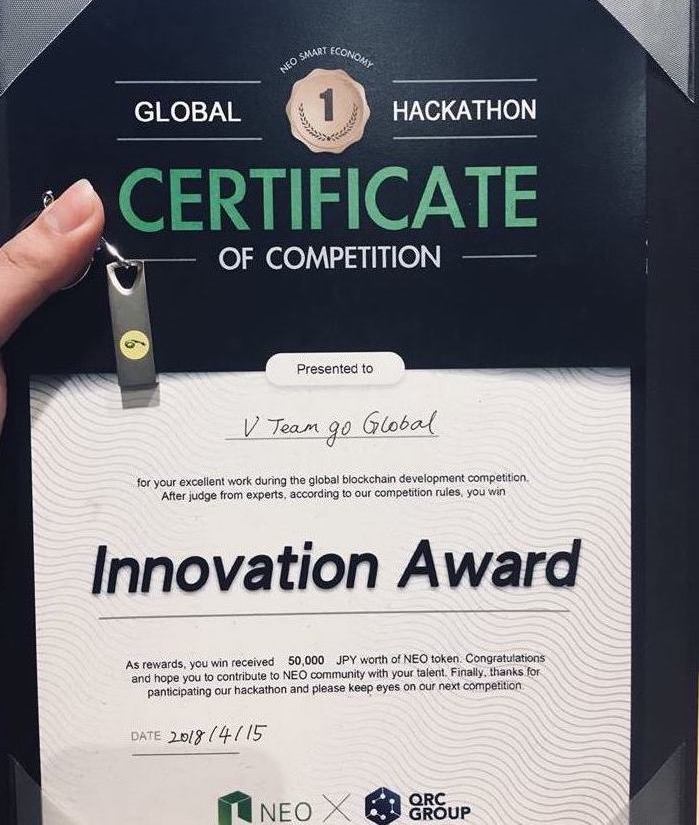 NEO SMART ECONOMY
GLOBAL 1 HACKATHON
CERTIFICATE
OF COMPETITION
Presented to
V Team go Global
for your excellent work during the global blockchain development competition.
After judge from experts, according to our competition rules, you win
Innovation Award
As rewards, you win received 50,000 JPY worth of NEO token. Congratulations
and hope you to contribute to NEO community with your talent. Finally, thanks for
panticipating our hackathon and please keep eyes on our next competition.
DATE 2018/4/15
NEO X QRC
GROUP